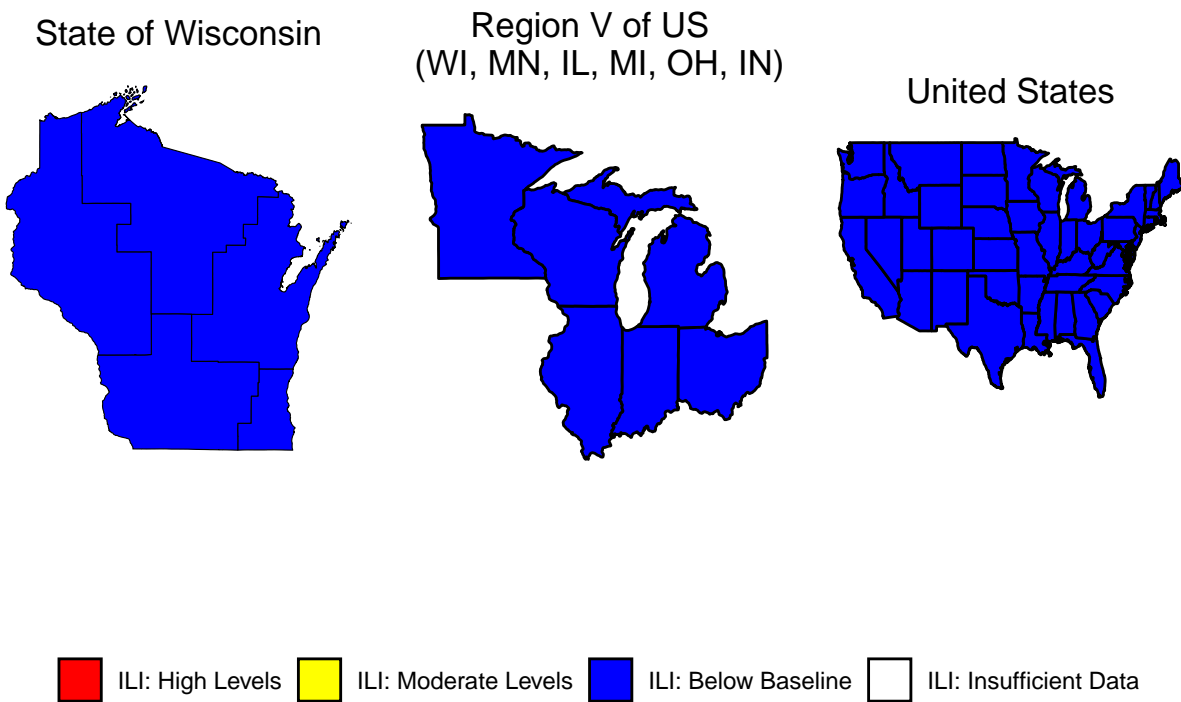 State of Wisconsin
Region V of US
(WI, MN, IL, MI, OH, IN)
United States
ILI: High Levels
ILI: Moderate Levels
ILI: Below Baseline
ILI: Insufficient Data